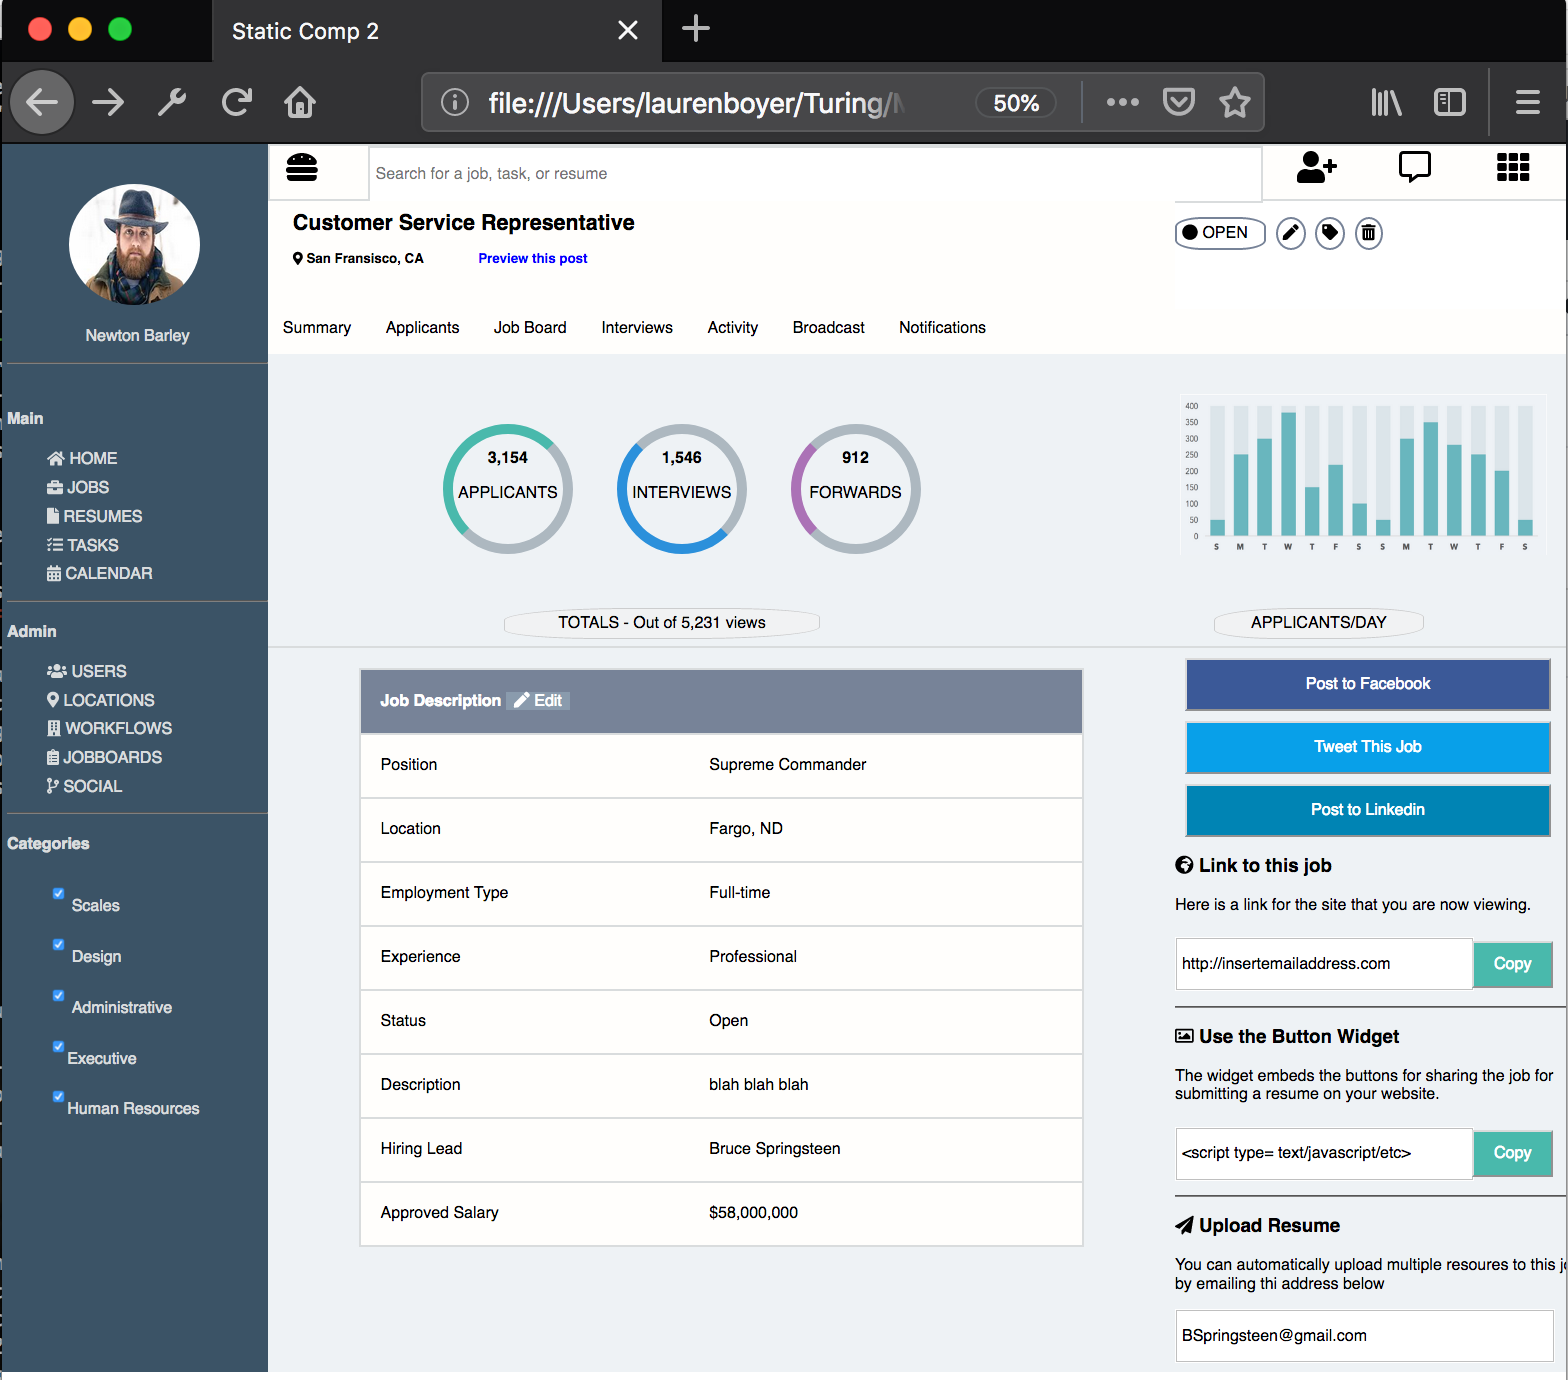 Static Comp 2
file:///Users/laurenboyer/Turing/
50%
Search for a job, task, or resume
Newton Barley
Customer Service Representative
OPEN
San Fransisco, CA
Preview this post
Summary
Applicants
Job Board
Interviews
Activity
Broadcast
Notifications
Main
HOME
JOBS
RESUMES
TASKS
CALENDAR
Admin
USERS
LOCATIONS
WORKFLOWS
JOBBOARDS
SOCIAL
Categories
Scales
Design
Administrative
Executive
Human Resources
3,154
APPLICANTS
1,546
INTERVIEWS
912
FORWARDS
TOTALS - Out of 5,231 views
400
350
300
250
200
150
100
50
0
S M T W T F S S M T W T F S
APPLICANTS/DAY
Job Description Edit
Position Supreme Commander
Location Fargo, ND
Employment Type Full-time
Experience Professional
Status Open
Description blah blah blah
Hiring Lead Bruce Springsteen
Approved Salary $58,000,000
Post to Facebook
Tweet This Job
Post to Linkedin
Link to this job
Here is a link for the site that you are now viewing.
http://insertemailaddress.com Copy
Use the Button Widget
The widget embeds the buttons for sharing the job for
submitting a resume on your website.
<script type= text/javascript/etc> Copy
Upload Resume
You can automatically upload multiple resoures to this
by emailing thi address below
BSpringsteen@gmail.com